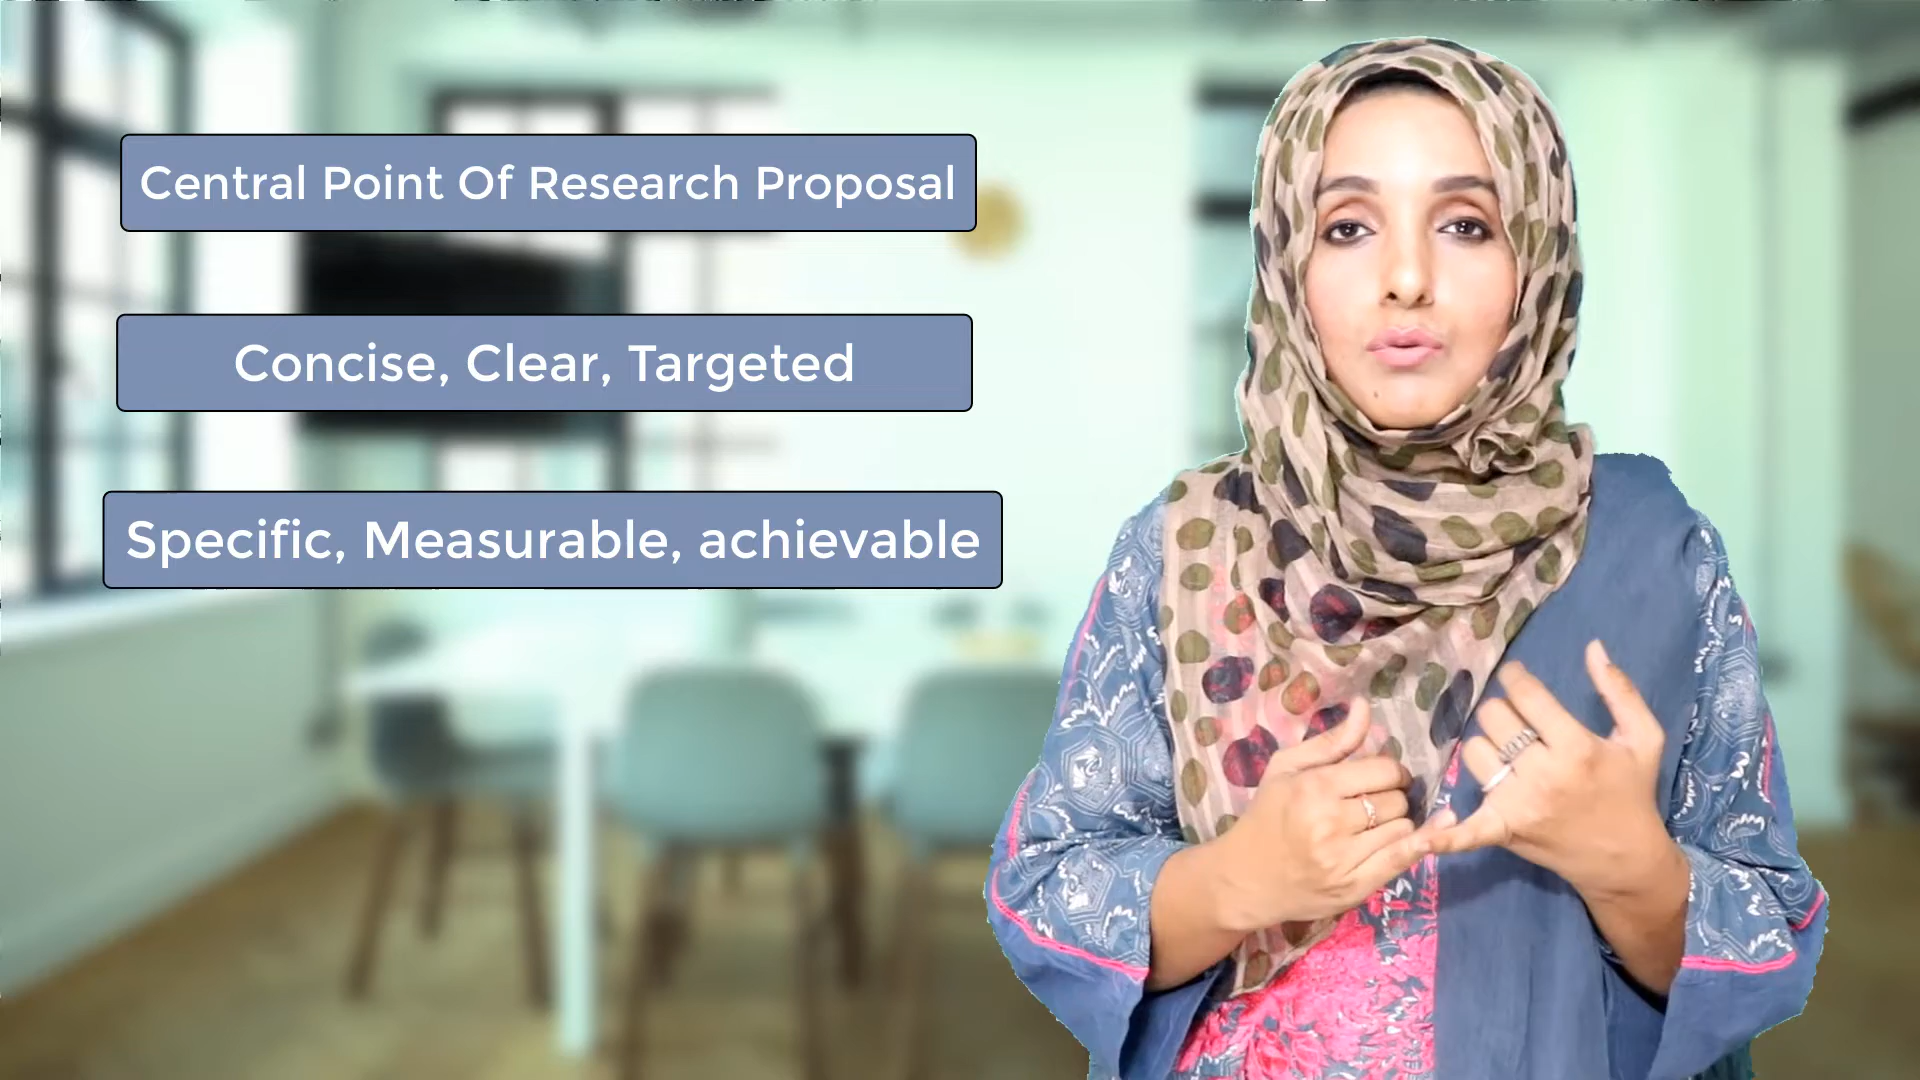 Central Point Of Research Proposal
Concise, Clear, Targeted
Specific, Measurable, achievable